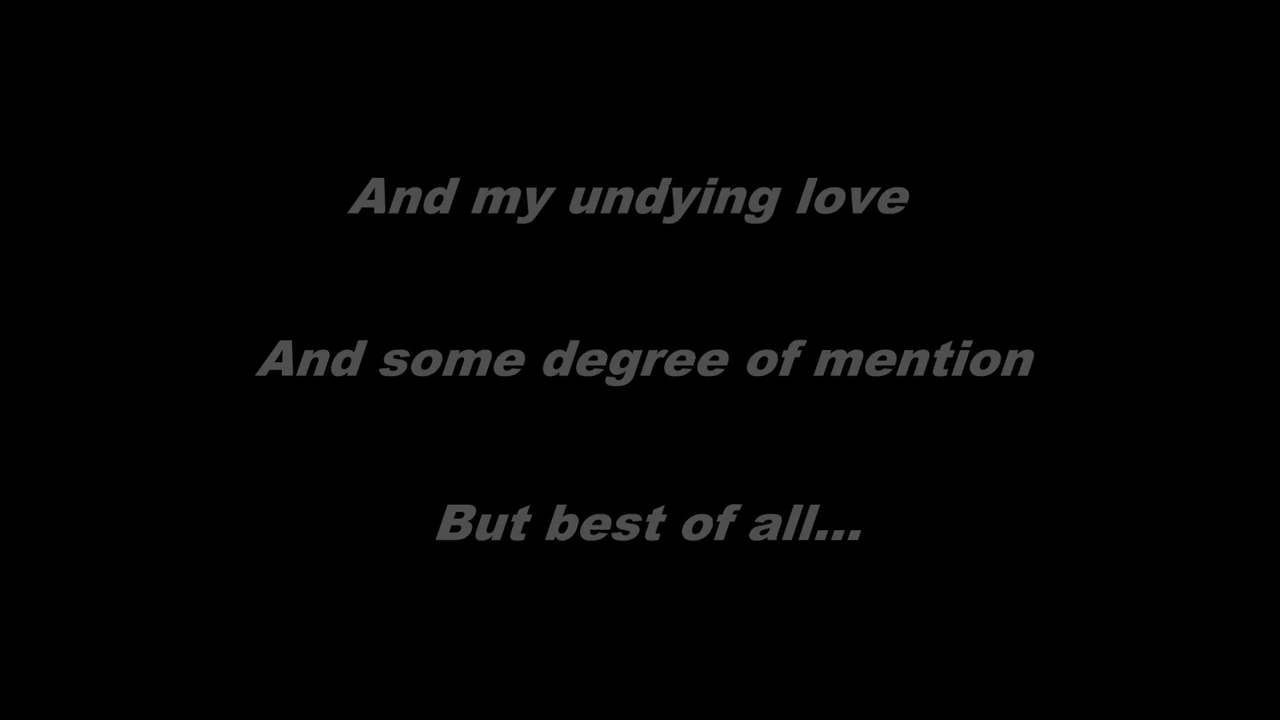 And my undying love
And some degree of mention
But best of all...